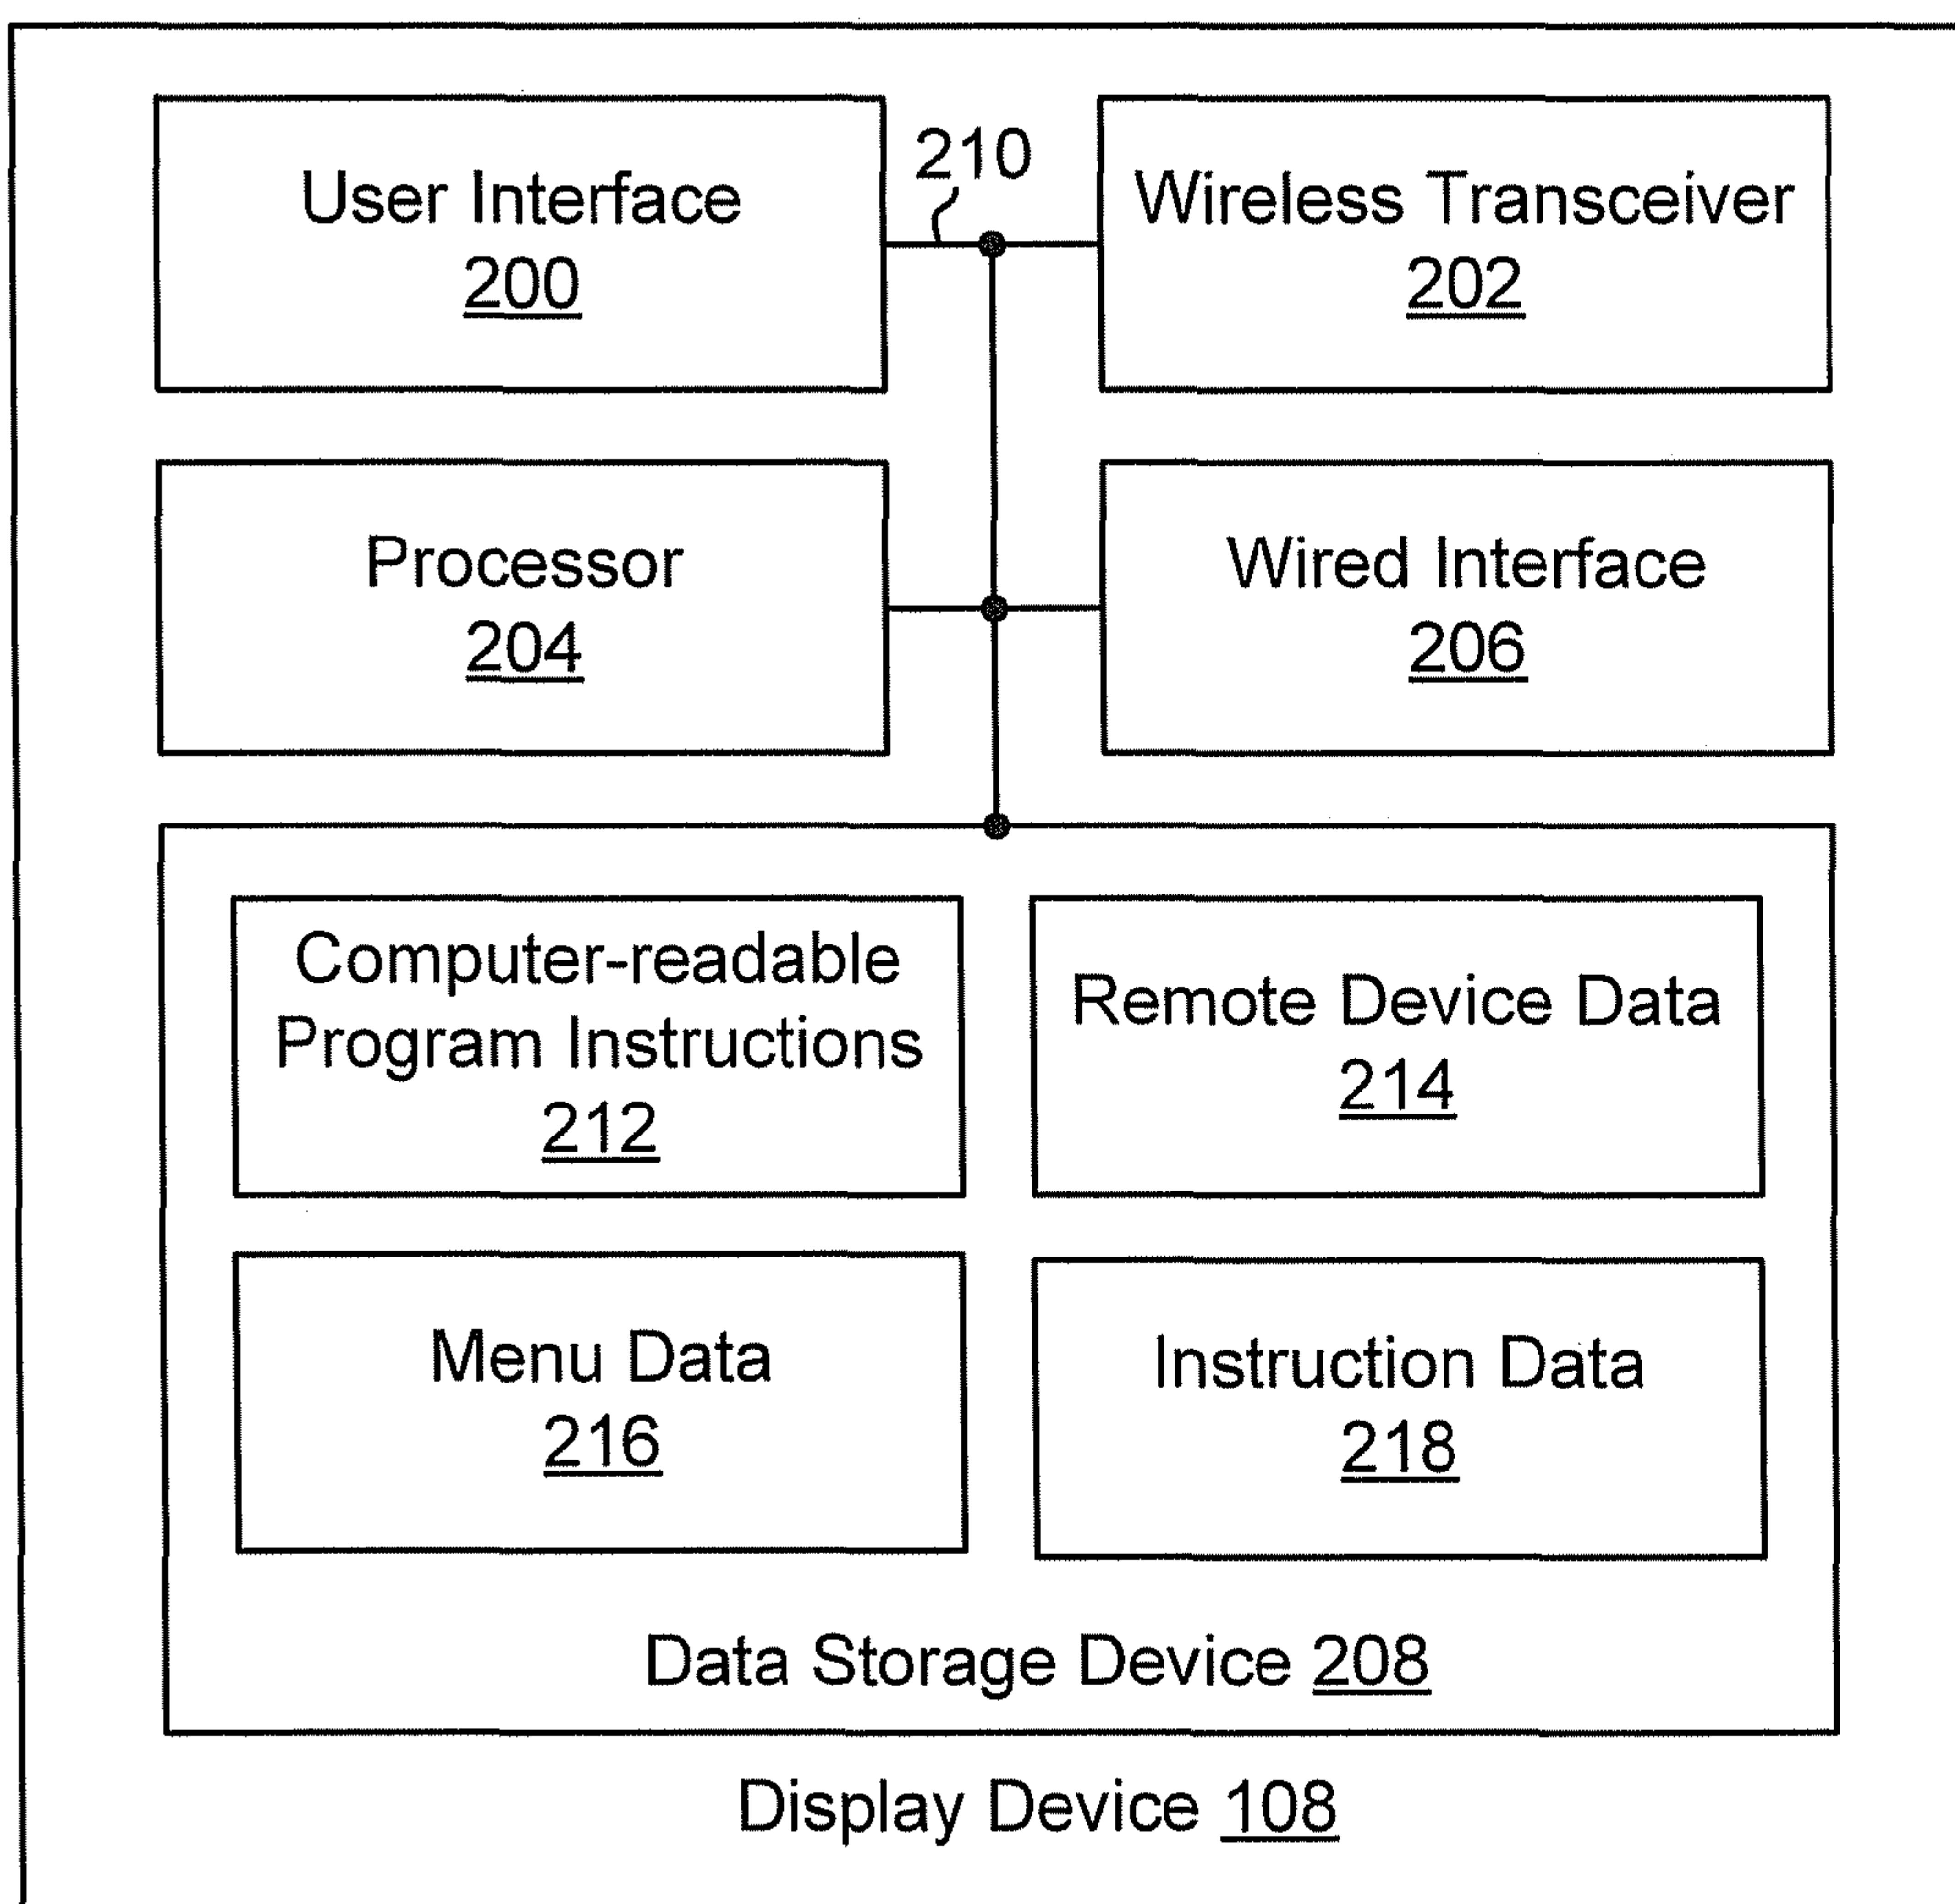 User Interface
200
210
Wireless Transceiver
202
Processor
204
Wired Interface
206
Computer-readable
Program Instructions
212
Remote Device Data
214
Menu Data
216
Instruction Data
218
Data Storage Device 208
Display Device 108